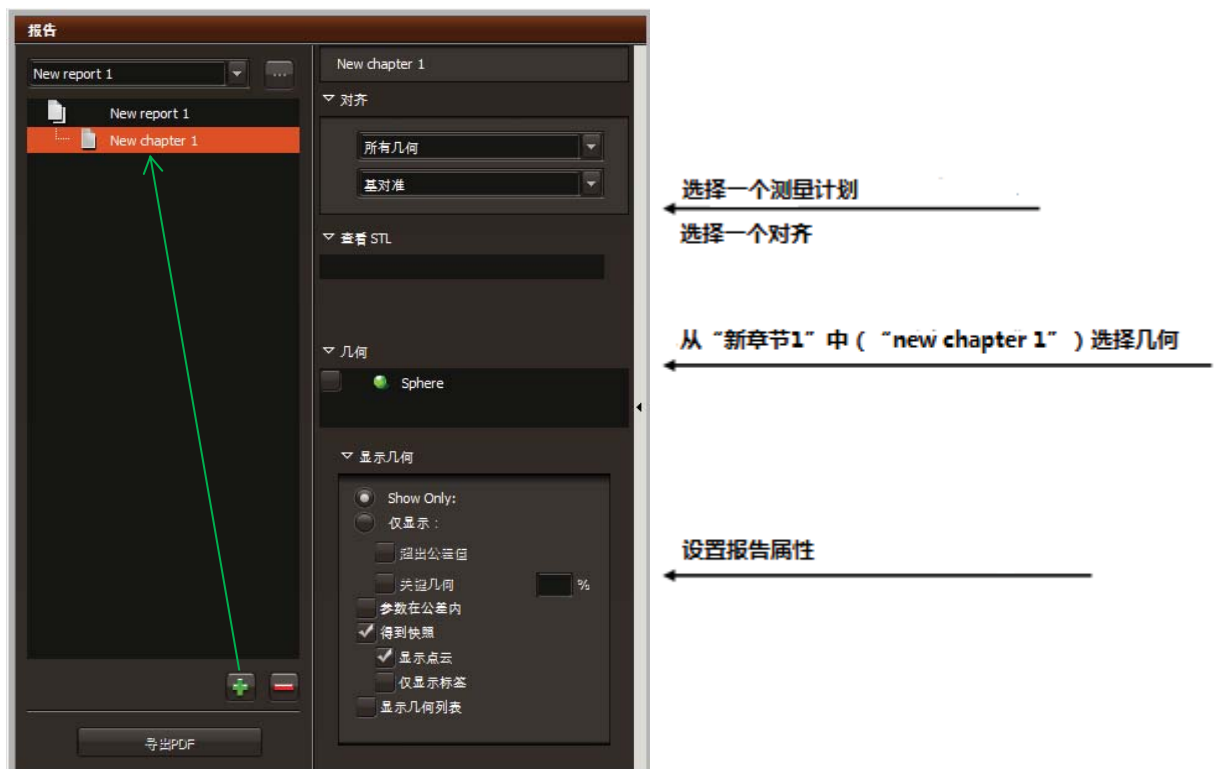 报告
New report 1
...
New report 1
New chapter 1
导出PDF
New chapter 1
对齐
所有几何
基对准
查看 STL
几何
Sphere
显示几何
Show Only:
仅显示：
超出公差值
关键几何 %
参数在公差内
得到快照
显示点云
仅显示标签
显示几何列表
选择一个测量计划
选择一个对齐
从“新章节1”中（“new chapter 1”）选择几何
设置报告属性